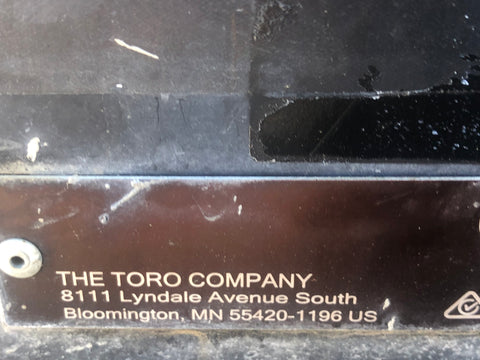 THE TORO COMPANY
8111 Lyndale Avenue South
Bloomington, MN 55420-1196 US